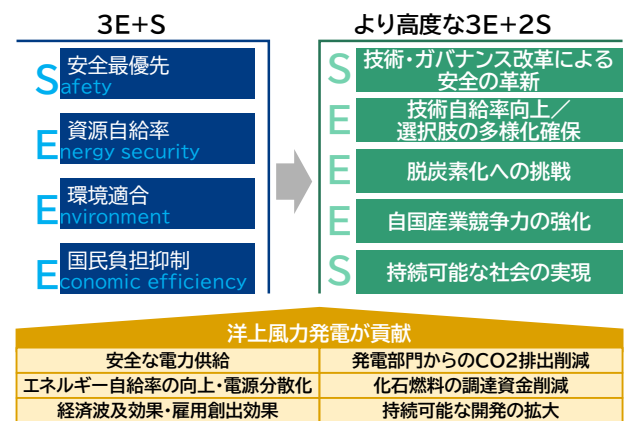 3E+S
安全最優先
Safety
資源自給率
Energy security
環境適合
Environment
国民負担抑制
Economic efficiency
より高度な3E+2S
S 技術・ガバナンス改革による
安全の革新
E 技術自給率向上／
選択肢の多様化確保
E 脱炭素化への挑戦
E 自国産業競争力の強化
S 持続可能な社会の実現
洋上風力発電が貢献
安全な電力供給 発電部門からのCO2排出削減
エネルギー自給率の向上・電源分散化 化石燃料の調達資金削減
経済波及効果・雇用創出効果 持続可能な開発の拡大